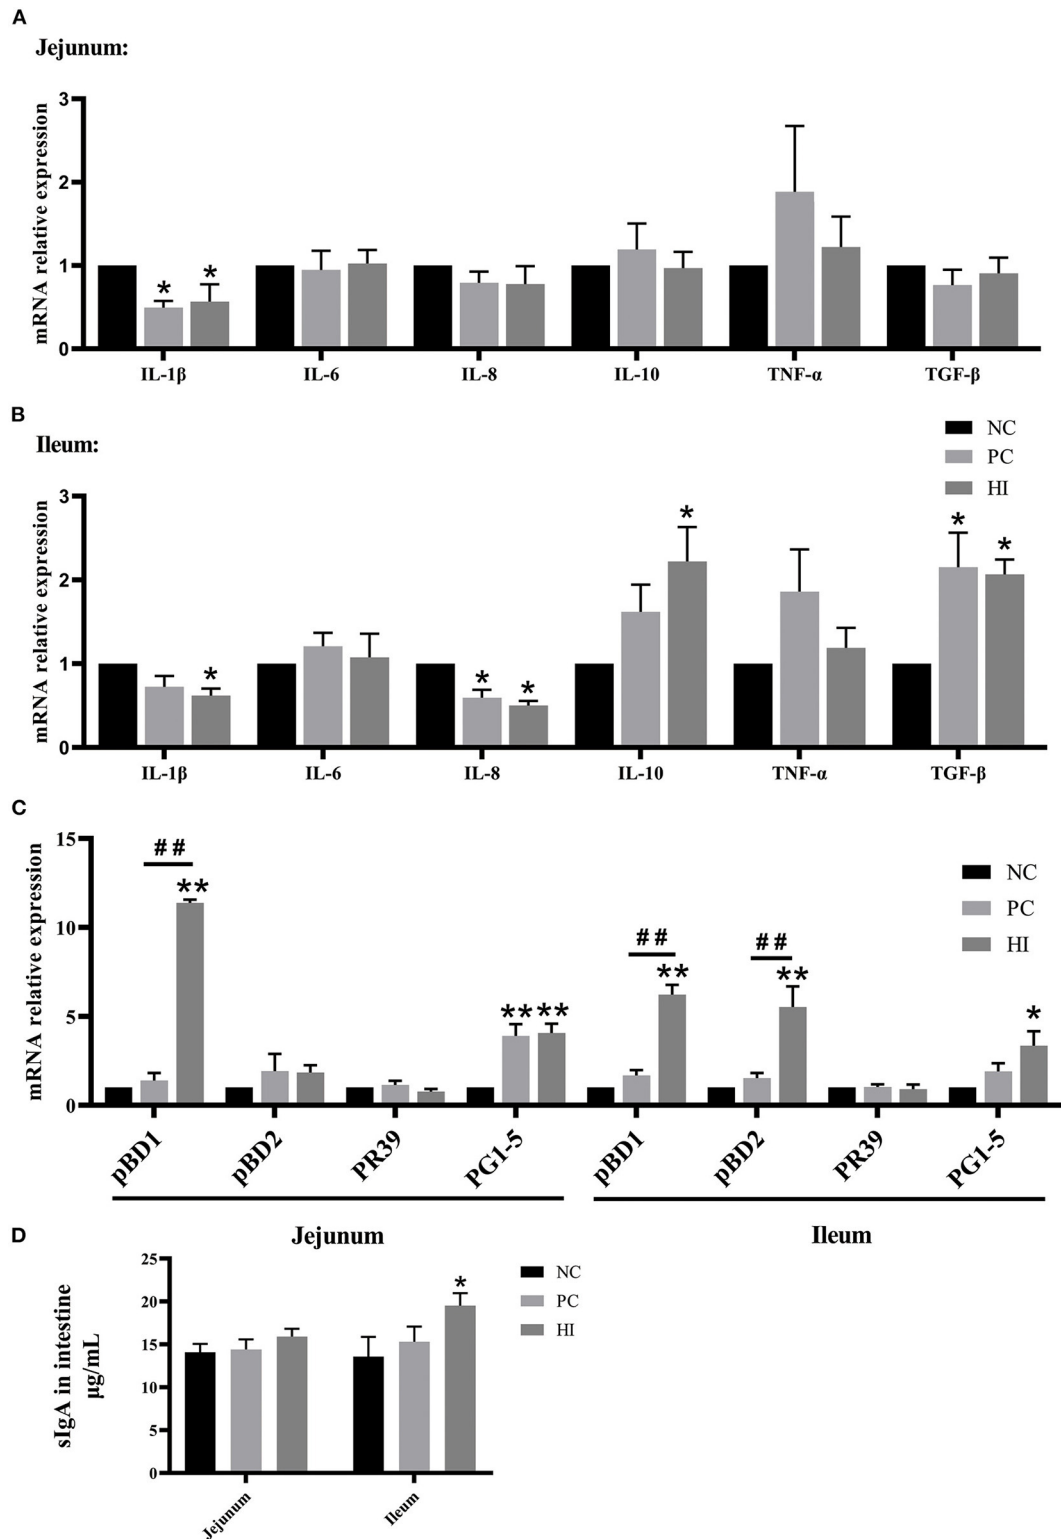 A
Jejunum:
mRNA relative expression
3
2
1
0
* *
IL-1β IL-6 IL-8 IL-10 TNF-α TGF-β
B
Ileum:
NC
PC
HI
mRNA relative expression
3
2
1
0
* * * * * *
IL-1β IL-6 IL-8 IL-10 TNF-α TGF-β
C
mRNA relative expression
15
10
5
0
## ** ** ** ## ** ## ** *
NC
PC
HI
pBD1 pBD2 PR39 PG1-5 pBD1 pBD2 PR39 PG1-5
Jejunum Ileum
D
sIgA in intestine
µg/mL
25
20
15
10
5
0
*
NC
PC
HI
Jejunum Ileum